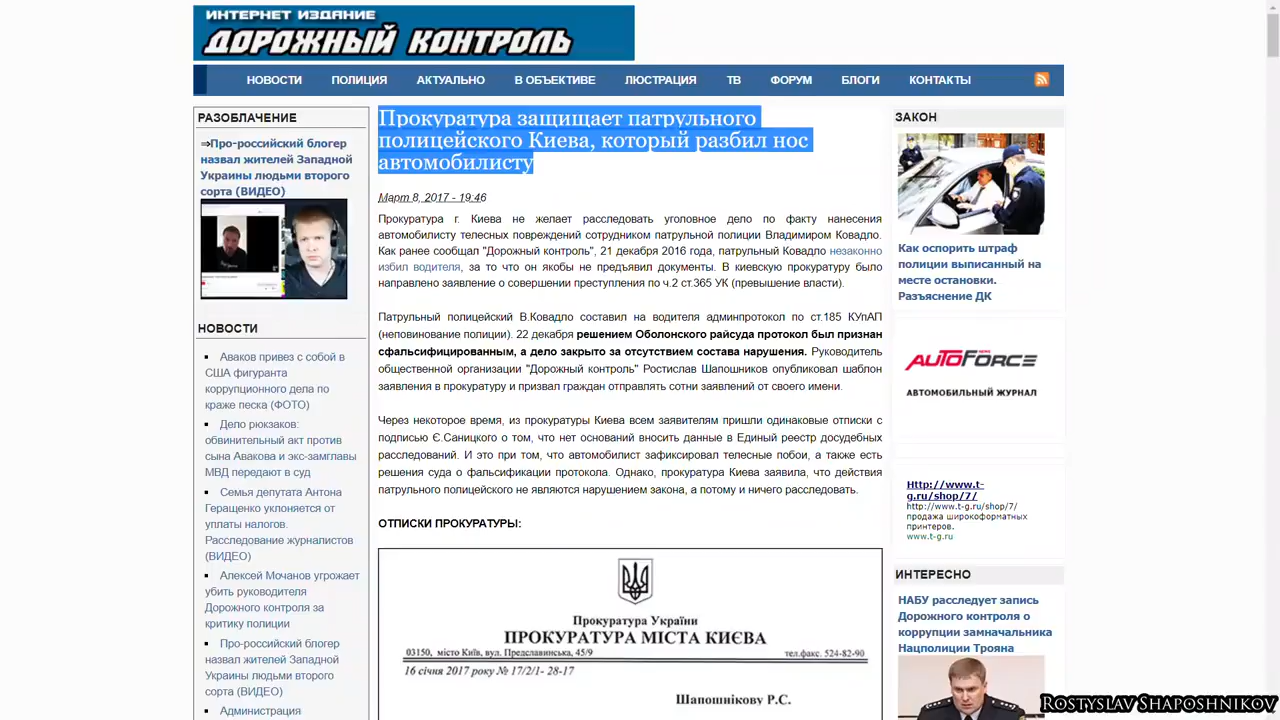 ИНТЕРНЕТ ИЗДАНИЕ
ДОРОЖНЫЙ КОНТРОЛЬ
НОВОСТИ ПОЛИЦИЯ АКТУАЛЬНО В ОБЪЕКТИВЕ ЛЮСТРАЦИЯ ТВ ФОРУМ БЛОГИ КОНТАКТЫ
РАЗОБЛАЧЕНИЕ
⇒Про-российский блогер
назвал жителей Западной
Украины людьми второго
сорта (ВИДЕО)
НОВОСТИ
Аваков привез с собой в
США фигуранта
коррупционного дела по
краже песка (ФОТО)
Дело рюкзаков:
обвинительный акт против
сына Авакова и экс-замглавы
МВД передают в суд
Семья депутата Антона
Геращенко уклоняется от
уплаты налогов.
Расследование журналистов
(ВИДЕО)
Алексей Мочанов угрожает
убить руководителя
Дорожного контроля за
критику полиции
Про-российский блогер
назвал жителей Западной
Украины людьми второго
сорта (ВИДЕО)
Администрация
Прокуратура защищает патрульного
полицейского Киева, который разбил нос
автомобилисту
Март 8, 2017 - 19:46
Прокуратура г. Киева не желает расследовать уголовное дело по факту нанесения
автомобилисту телесных повреждений сотрудником патрульной полиции Владимиром Ковадло.
Как ранее сообщал "Дорожный контроль", 21 декабря 2016 года, патрульный Ковадло незаконно
избил водителя, за то что он якобы не предъявил документы. В киевскую прокуратуру было
направлено заявление о совершении преступления по ч.2 ст.365 УК (превышение власти).
Патрульный полицейский В.Ковадло составил на водителя админпротокол по ст.185 КУпАП
(неповинование полиции). 22 декабря решением Оболонского райсуда протокол был признан
сфальсифицированным, а дело закрыто за отсутствием состава нарушения. Руководитель
общественной организации "Дорожный контроль" Ростислав Шапошников опубликовал шаблон
заявления в прокуратуру и призвал граждан отправлять сотни заявлений от своего имени.
Через некоторое время, из прокуратуры Киева всем заявителям пришли одинаковые отписки с
подписью Є.Саницкого о том, что нет оснований вносить данные в Единый реестр досудебных
расследований. И это при том, что автомобилист зафиксировал телесные побои, а также есть
решения суда о фальсификации протокола. Однако, прокуратура Киева заявила, что действия
патрульного полицейского не являются нарушением закона, а потому и ничего расследовать.
ОТПИСКИ ПРОКУРАТУРЫ:
Прокуратура України
ПРОКУРАТУРА МІСТА КИЄВА
03150, місто Київ, вул. Предславинська, 45/9 тел.факс. 524-82-90
16 січня 2017 року № 17/2/1- 28-17
Шапошнікову Р.С.
ЗАКОН
Как оспорить штраф
полиции выписанный на
месте остановки.
Разъяснение ДК
AUTOFORCE
АВТОМОБИЛЬНЫЙ ЖУРНАЛ
Http://www.t-
g.ru/shop/7/
http://www.t-g.ru/shop/7/
продажа широкоформатных
принтеров.
www.t-g.ru
ИНТЕРЕСНО
НАБУ расследует запись
Дорожного контроля о
коррупции замначальника
Нацполиции Трояна
Rostyslav Shaposhnikov